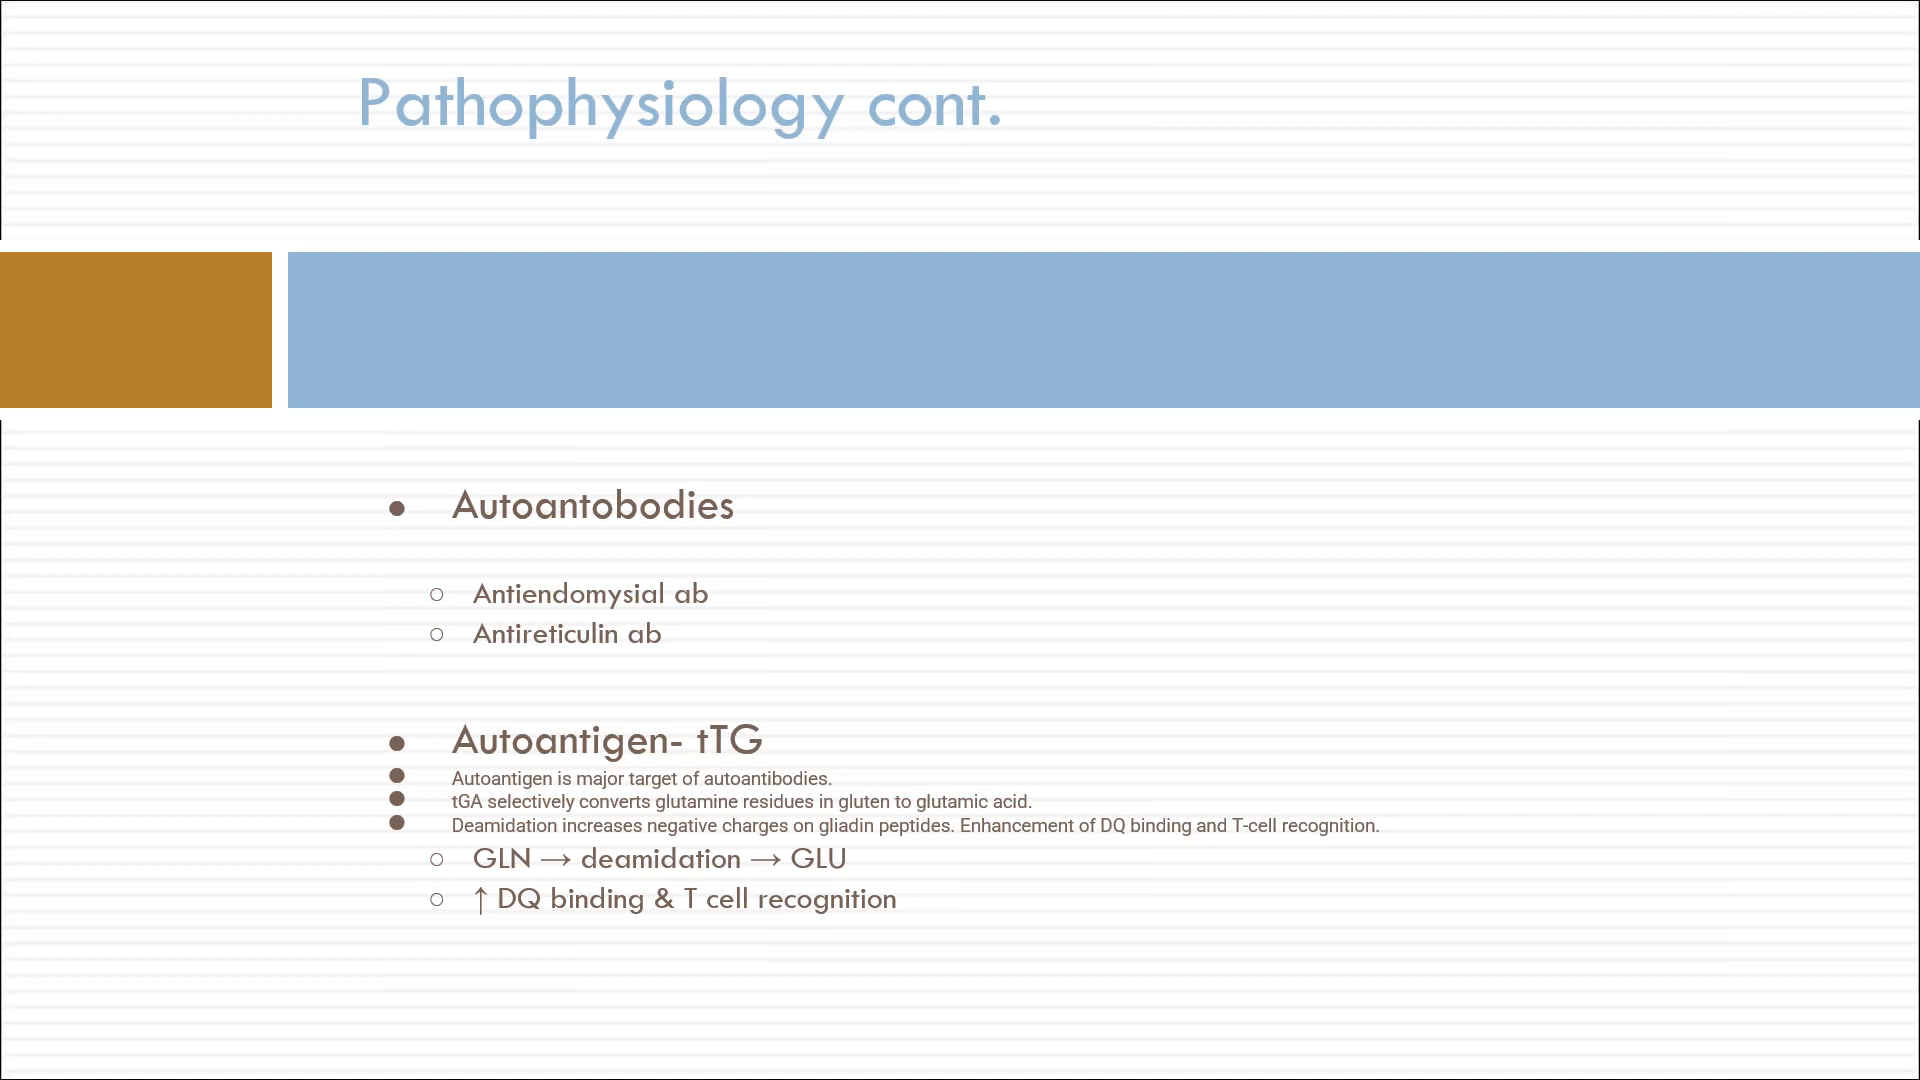 Pathophysiology cont.
● Autoantobodies
○ Antiendomysial ab
○ Antireticulin ab
● Autoantigen- tTG
● Autoantigen is major target of autoantibodies.
● tGA selectively converts glutamine residues in gluten to glutamic acid.
● Deamidation increases negative charges on gliadin peptides. Enhancement of DQ binding and T-cell recognition.
○ GLN → deamidation → GLU
○ ↑ DQ binding & T cell recognition